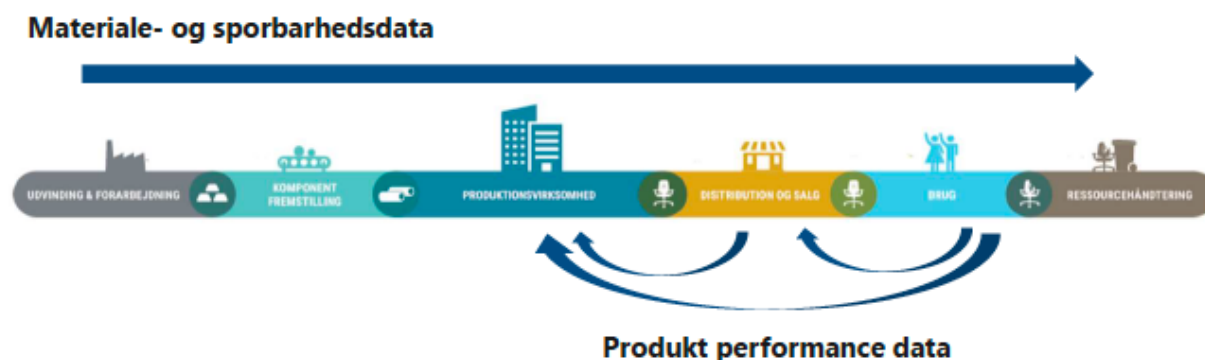 Materiale- og sporbarhedsdata
UDVINDING & FORARBEJDNING
KOMPONENT
FREMSTILLING
PRODUKTIONSVIRKSOMHED
DISTRIBUTION OG SALG
BRUG
RESSOURCEHÅNDTERING
Produkt performance data